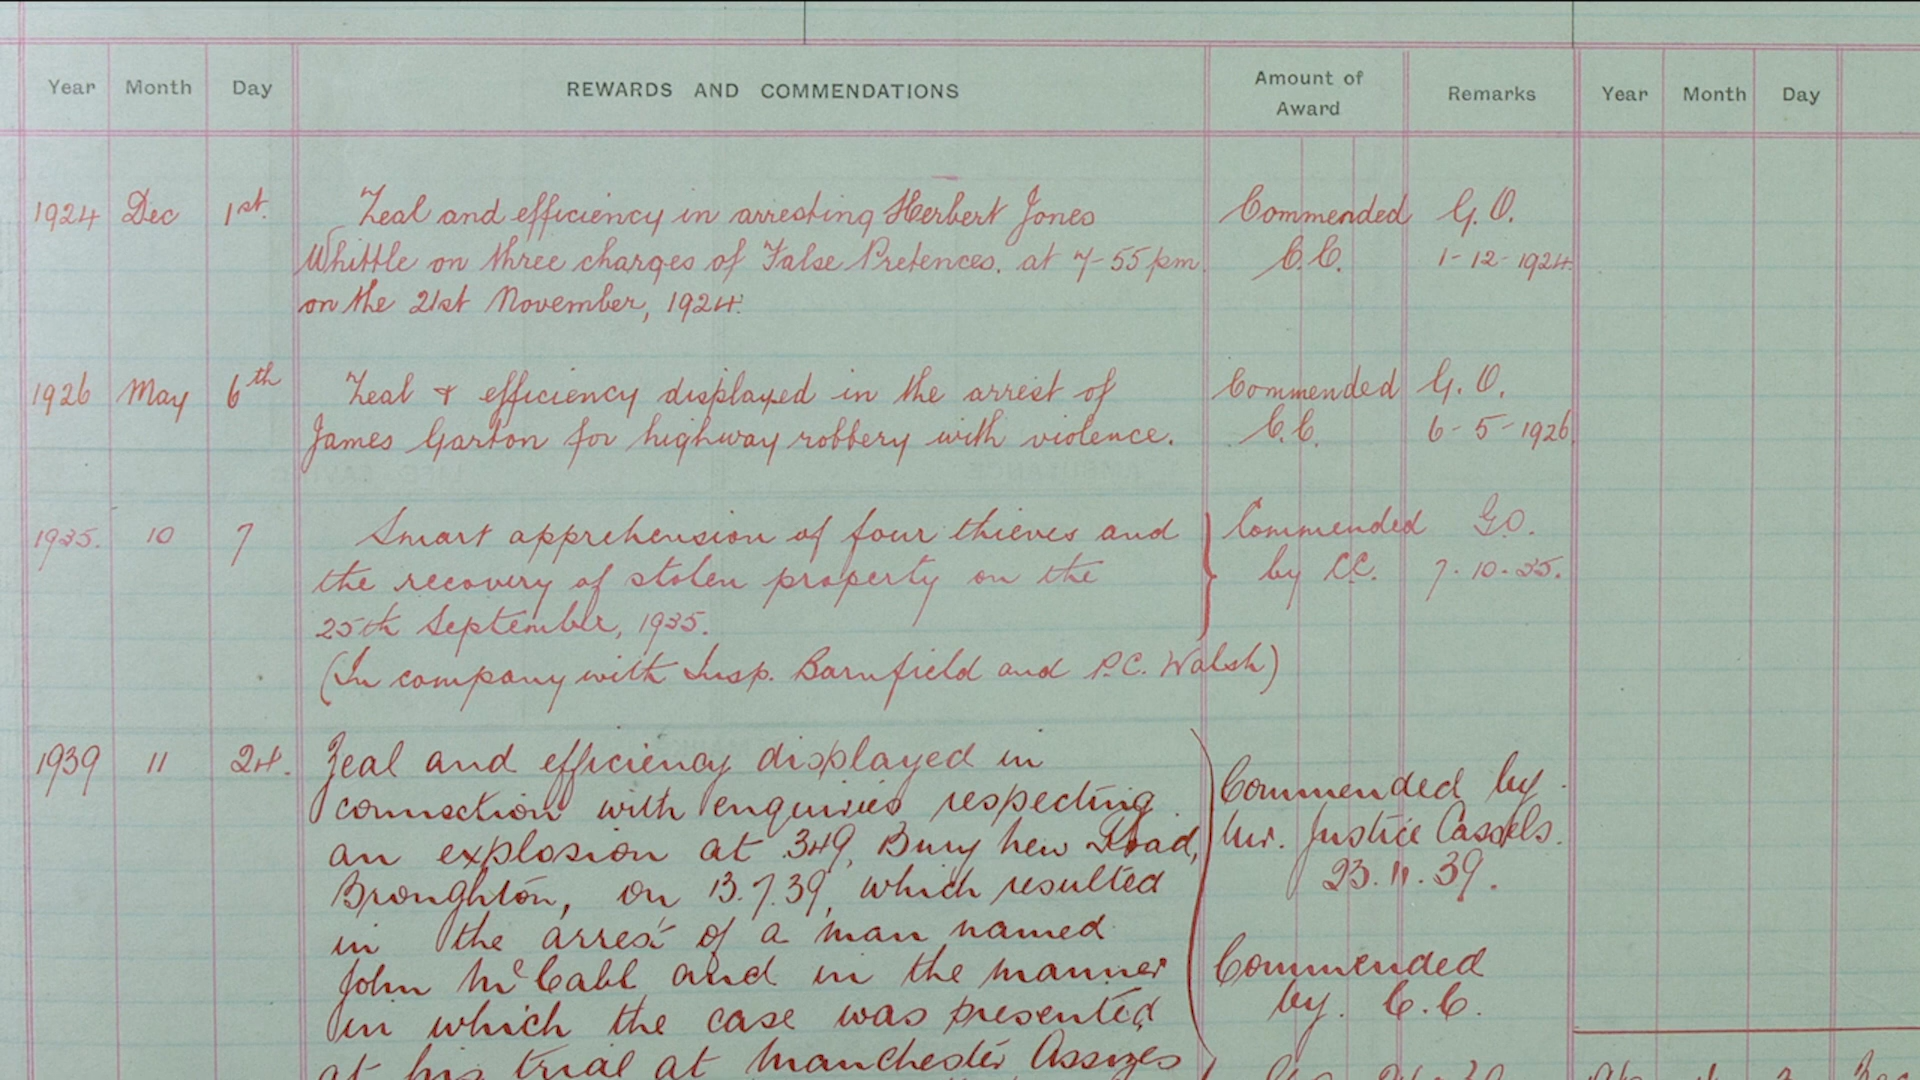 Year Month Day REWARDS AND COMMENDATIONS Amount of Award Remarks Year Month Day
1924 Dec 1st. Zeal and efficiency in arresting Herbert Jones Commended G.O.
Whittle on three charges of False Pretences, at 7-55pm C.C. 1-12-1924
on the 21st November, 1924.
1926 May 6th Zeal & efficiency displayed in the arrest of Commended G.O.
James Garton for highway robbery with violence. C.C. 6-5-1926
1935. 10 7 Smart apprehension of four thieves and Commended G.O.
the recovery of stolen property on the by C.C. 7.10.35.
25th September, 1935.
(In company with Insp. Barnfield and P.C. Walsh)
1939 11 24. Zeal and efficiency displayed in Commended by
connection with enquiries respecting Mr. Justice Cassels.
an explosion at 349, Bury New Road, 23.11.39.
Broughton, on 13.7.39, which resulted
in the arrest of a man named
John McCabe and in the manner Commended
in which the case was presented by. C.C.
at his trial at Manchester Assizes